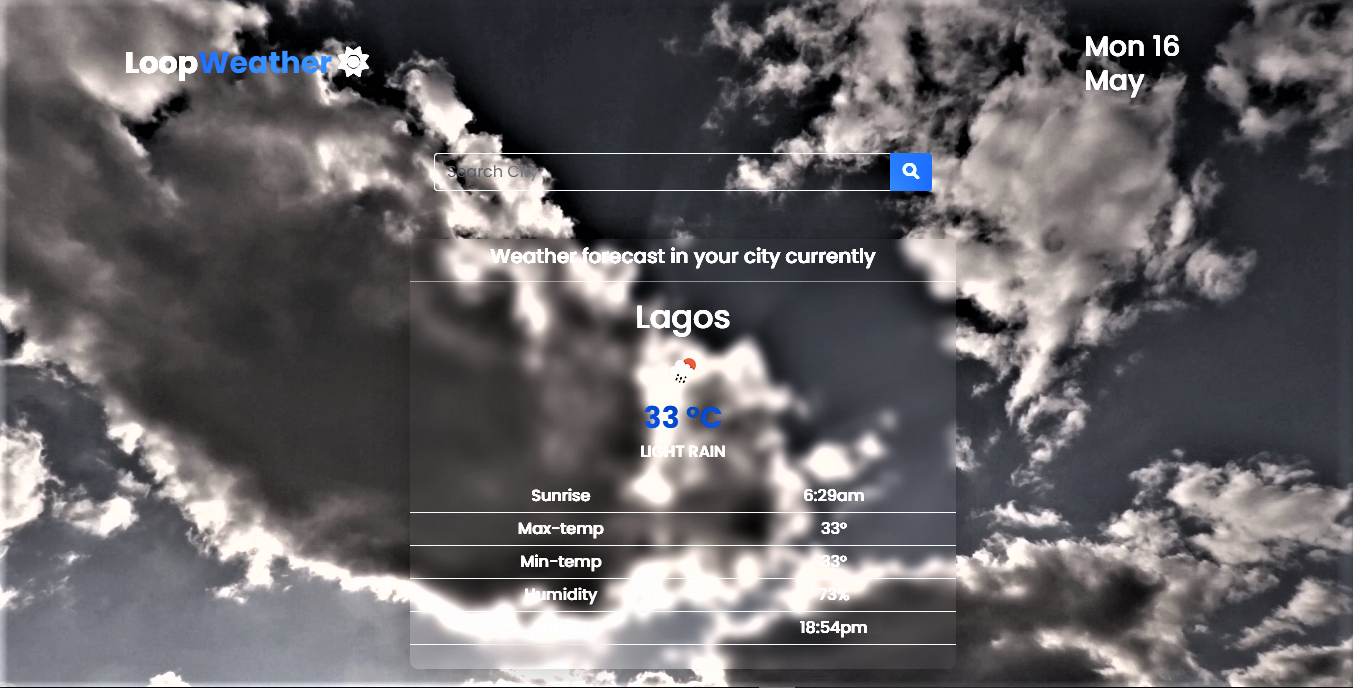 LoopWeather
Mon 16
May
Search City
Weather forecast in your city currently
Lagos
33 °C
LIGHT RAIN
Sunrise 6:29am
Max-temp 33°
Min-temp 33°
Humidity 73%
18:54pm